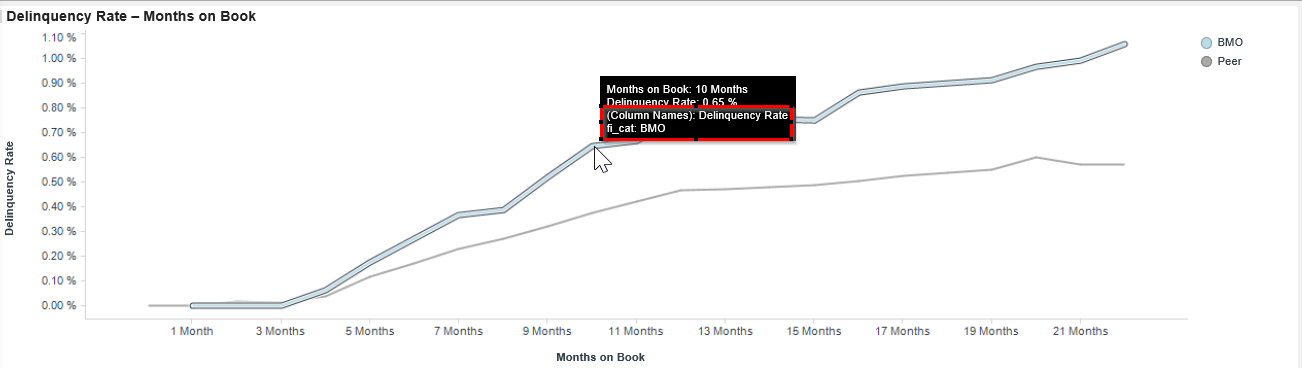 Delinquency Rate – Months on Book
1.10 %
1.00 %
0.90 %
0.80 %
0.70 %
0.60 %
0.50 %
0.40 %
0.30 %
0.20 %
0.10 %
0.00 %
Delinquency Rate
Months on Book: 10 Months
Delinquency Rate: 0.65 %
(Column Names): Delinquency Rate
fi_cat: BMO
BMO
Peer
1 Month
3 Months
5 Months
7 Months
9 Months
11 Months
13 Months
15 Months
17 Months
19 Months
21 Months
Months on Book